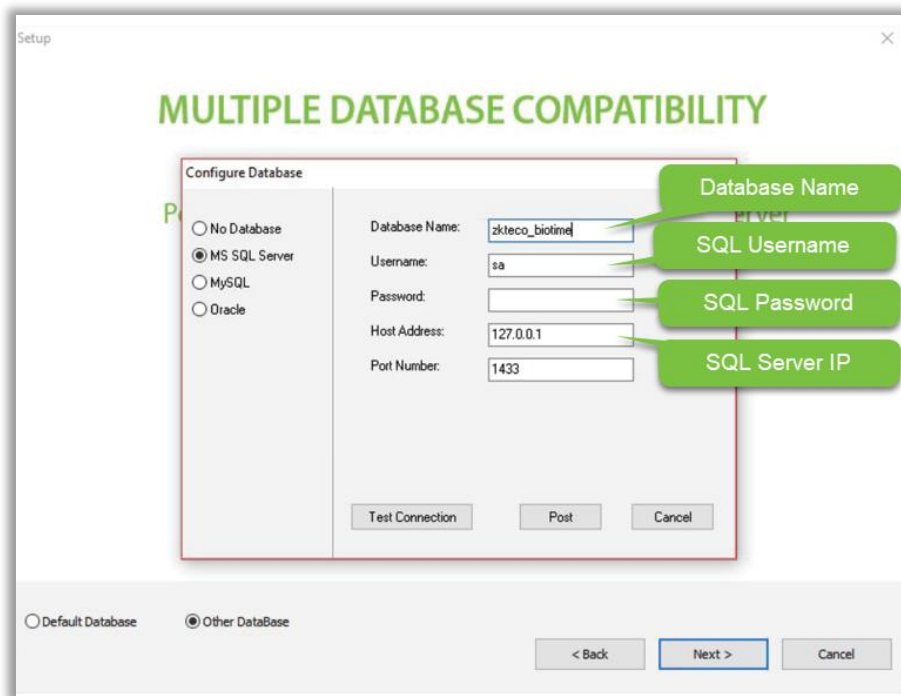 Setup
MULTIPLE DATABASE COMPATIBILITY
Configure Database
No Database
MS SQL Server
MySQL
Oracle
Database Name: zkteco_biotime
Username: sa
Password:
Host Address: 127.0.0.1
Port Number: 1433
Database Name
SQL Username
SQL Password
SQL Server IP
Test Connection Post Cancel
Default Database Other DataBase
< Back Next > Cancel